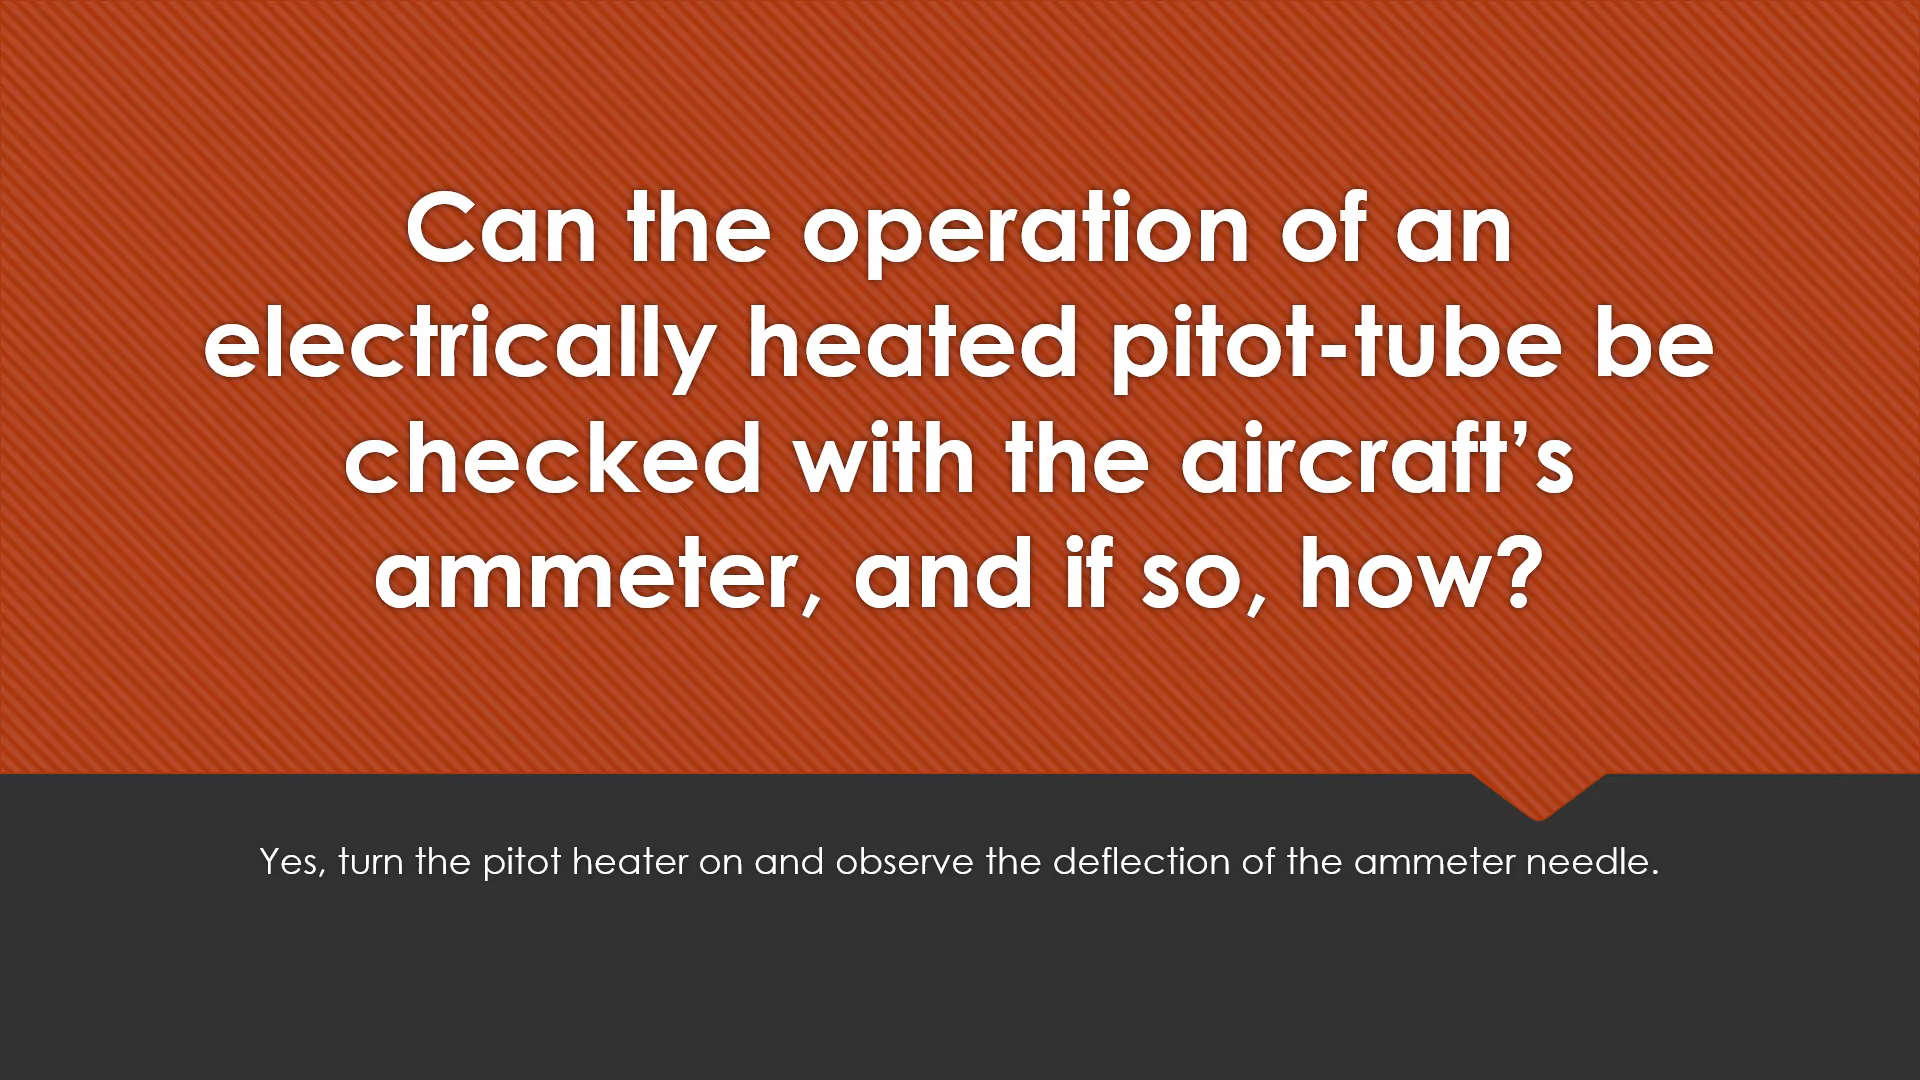 Can the operation of an
electrically heated pitot-tube be
checked with the aircraft’s
ammeter, and if so, how?
Yes, turn the pitot heater on and observe the deflection of the ammeter needle.